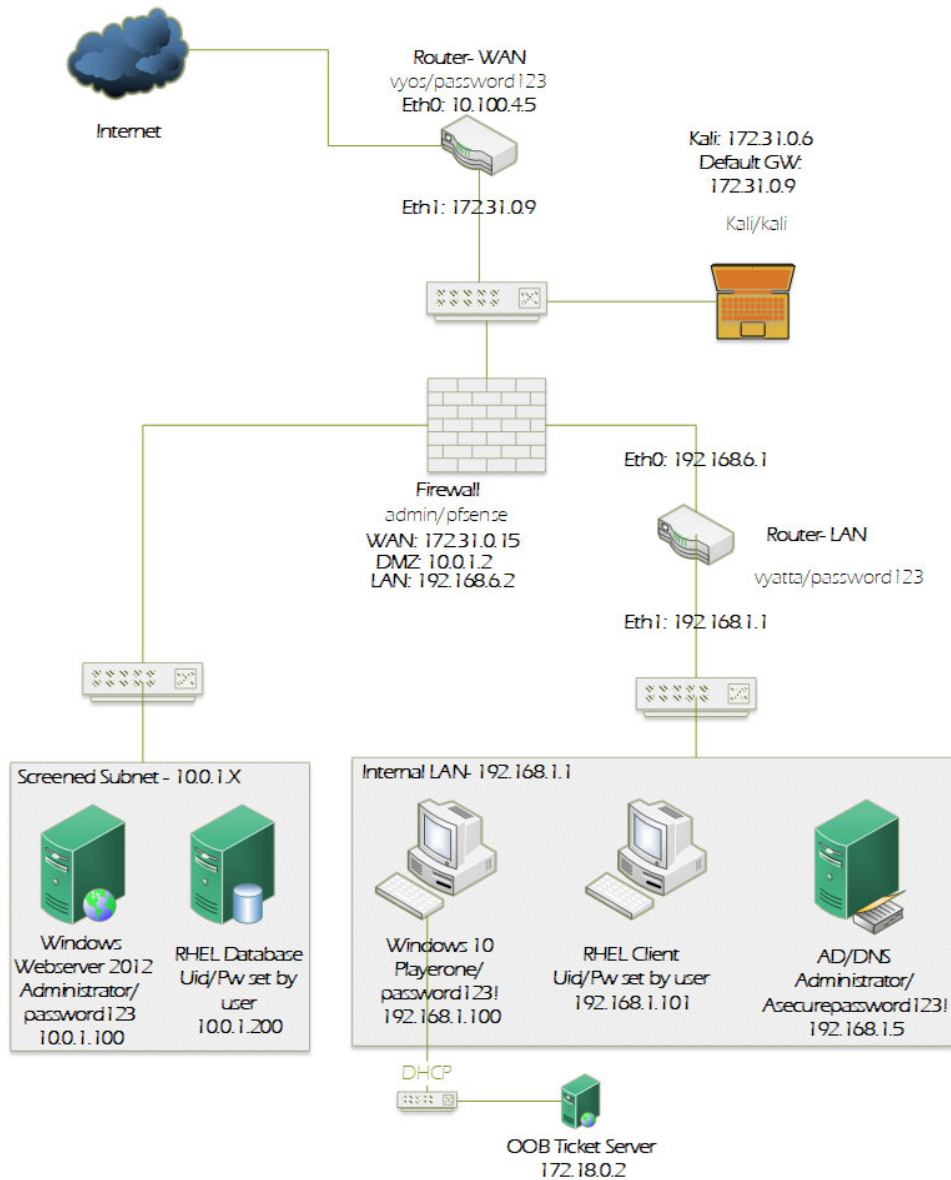 Internet
Router- WAN
vyos/password123
Eth0: 10.100.4.5
Eth1: 172.31.0.9
Kali: 172.31.0.6
Default GW:
172.31.0.9
Kali/kali
Firewall
admin/pfsense
WAN: 172.31.0.15
DMZ: 10.0.1.2
LAN: 192.168.6.2
Eth0: 192.168.6.1
Router- LAN
vyatta/password123
Eth1: 192.168.1.1
Screened Subnet - 10.0.1.X
Windows
Webserver 2012
Administrator/
password123
10.0.1.100
RHEL Database
Uid/Pw set by
user
10.0.1.200
Internal LAN- 192.168.1.1
Windows 10
Playerone/
password123!
192.168.1.100
RHEL Client
Uid/Pw set by user
192.168.1.101
AD/DNS
Administrator/
Asecurepassword123!
192.168.1.5
DHCP
OOB Ticket Server
172.18.0.2